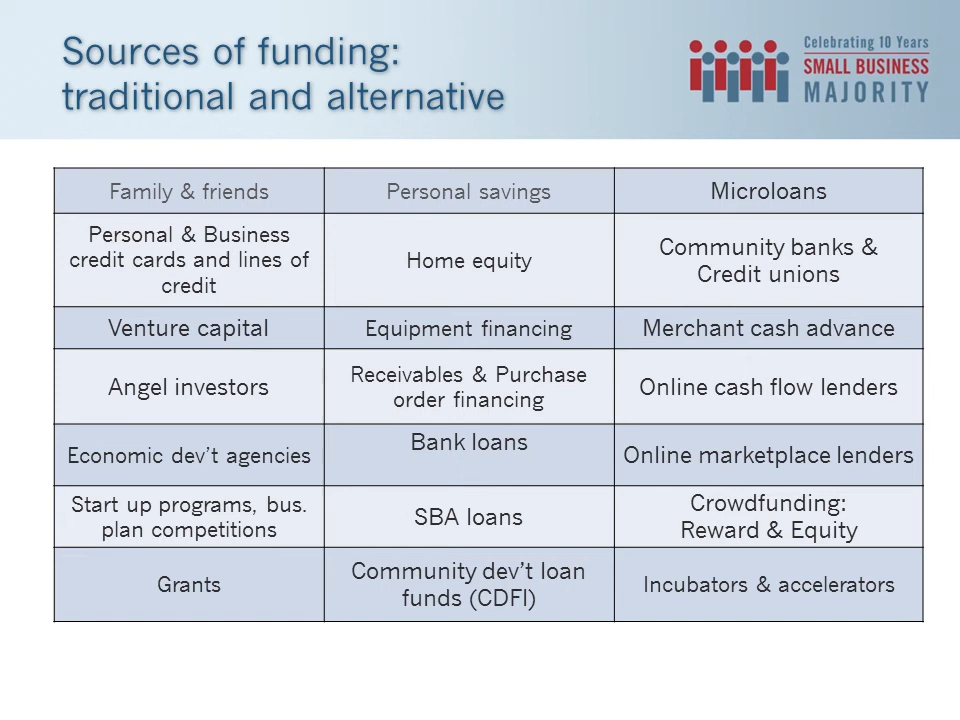 Sources of funding:
traditional and alternative
Celebrating 10 Years
SMALL BUSINESS
MAJORITY
Family & friends
Personal savings
Microloans
Personal & Business
credit cards and lines of
credit
Home equity
Community banks &
Credit unions
Venture capital
Equipment financing
Merchant cash advance
Angel investors
Receivables & Purchase
order financing
Online cash flow lenders
Economic dev’t agencies
Bank loans
Online marketplace lenders
Start up programs, bus.
plan competitions
SBA loans
Crowdfunding:
Reward & Equity
Grants
Community dev’t loan
funds (CDFI)
Incubators & accelerators